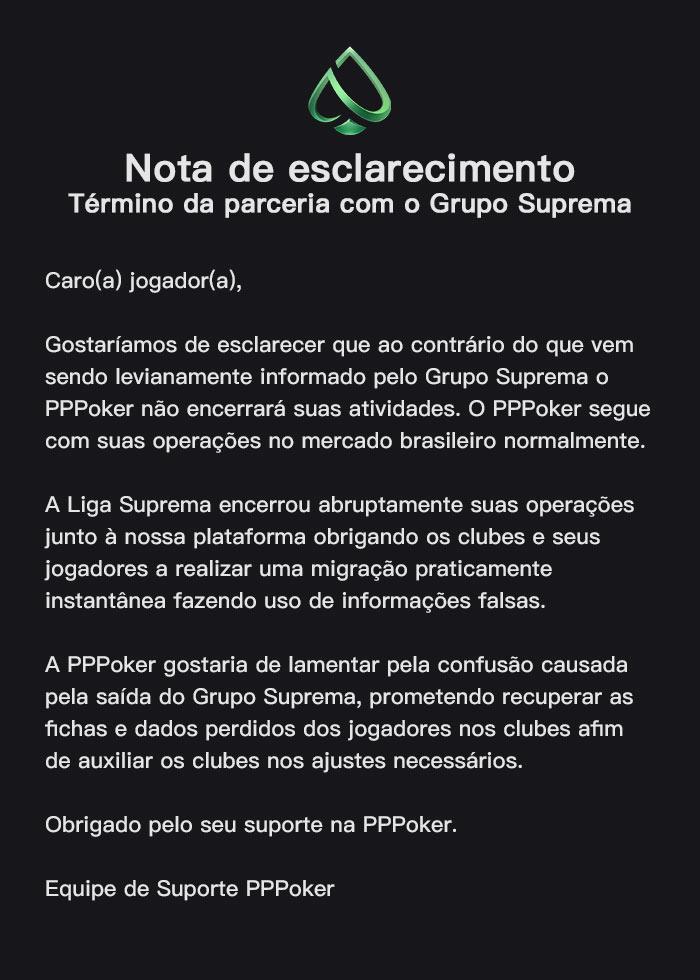 Nota de esclarecimento
Término da parceria com o Grupo Suprema
Caro(a) jogador(a),
Gostaríamos de esclarecer que ao contrário do que vem
sendo levianamente informado pelo Grupo Suprema o
PPPoker não encerrará suas atividades. O PPPoker segue
com suas operações no mercado brasileiro normalmente.
A Liga Suprema encerrou abruptamente suas operações
junto à nossa plataforma obrigando os clubes e seus
jogadores a realizar uma migração praticamente
instantânea fazendo uso de informações falsas.
A PPPoker gostaria de lamentar pela confusão causada
pela saída do Grupo Suprema, prometendo recuperar as
fichas e dados perdidos dos jogadores nos clubes afim
de auxiliar os clubes nos ajustes necessários.
Obrigado pelo seu suporte na PPPoker.
Equipe de Suporte PPPoker